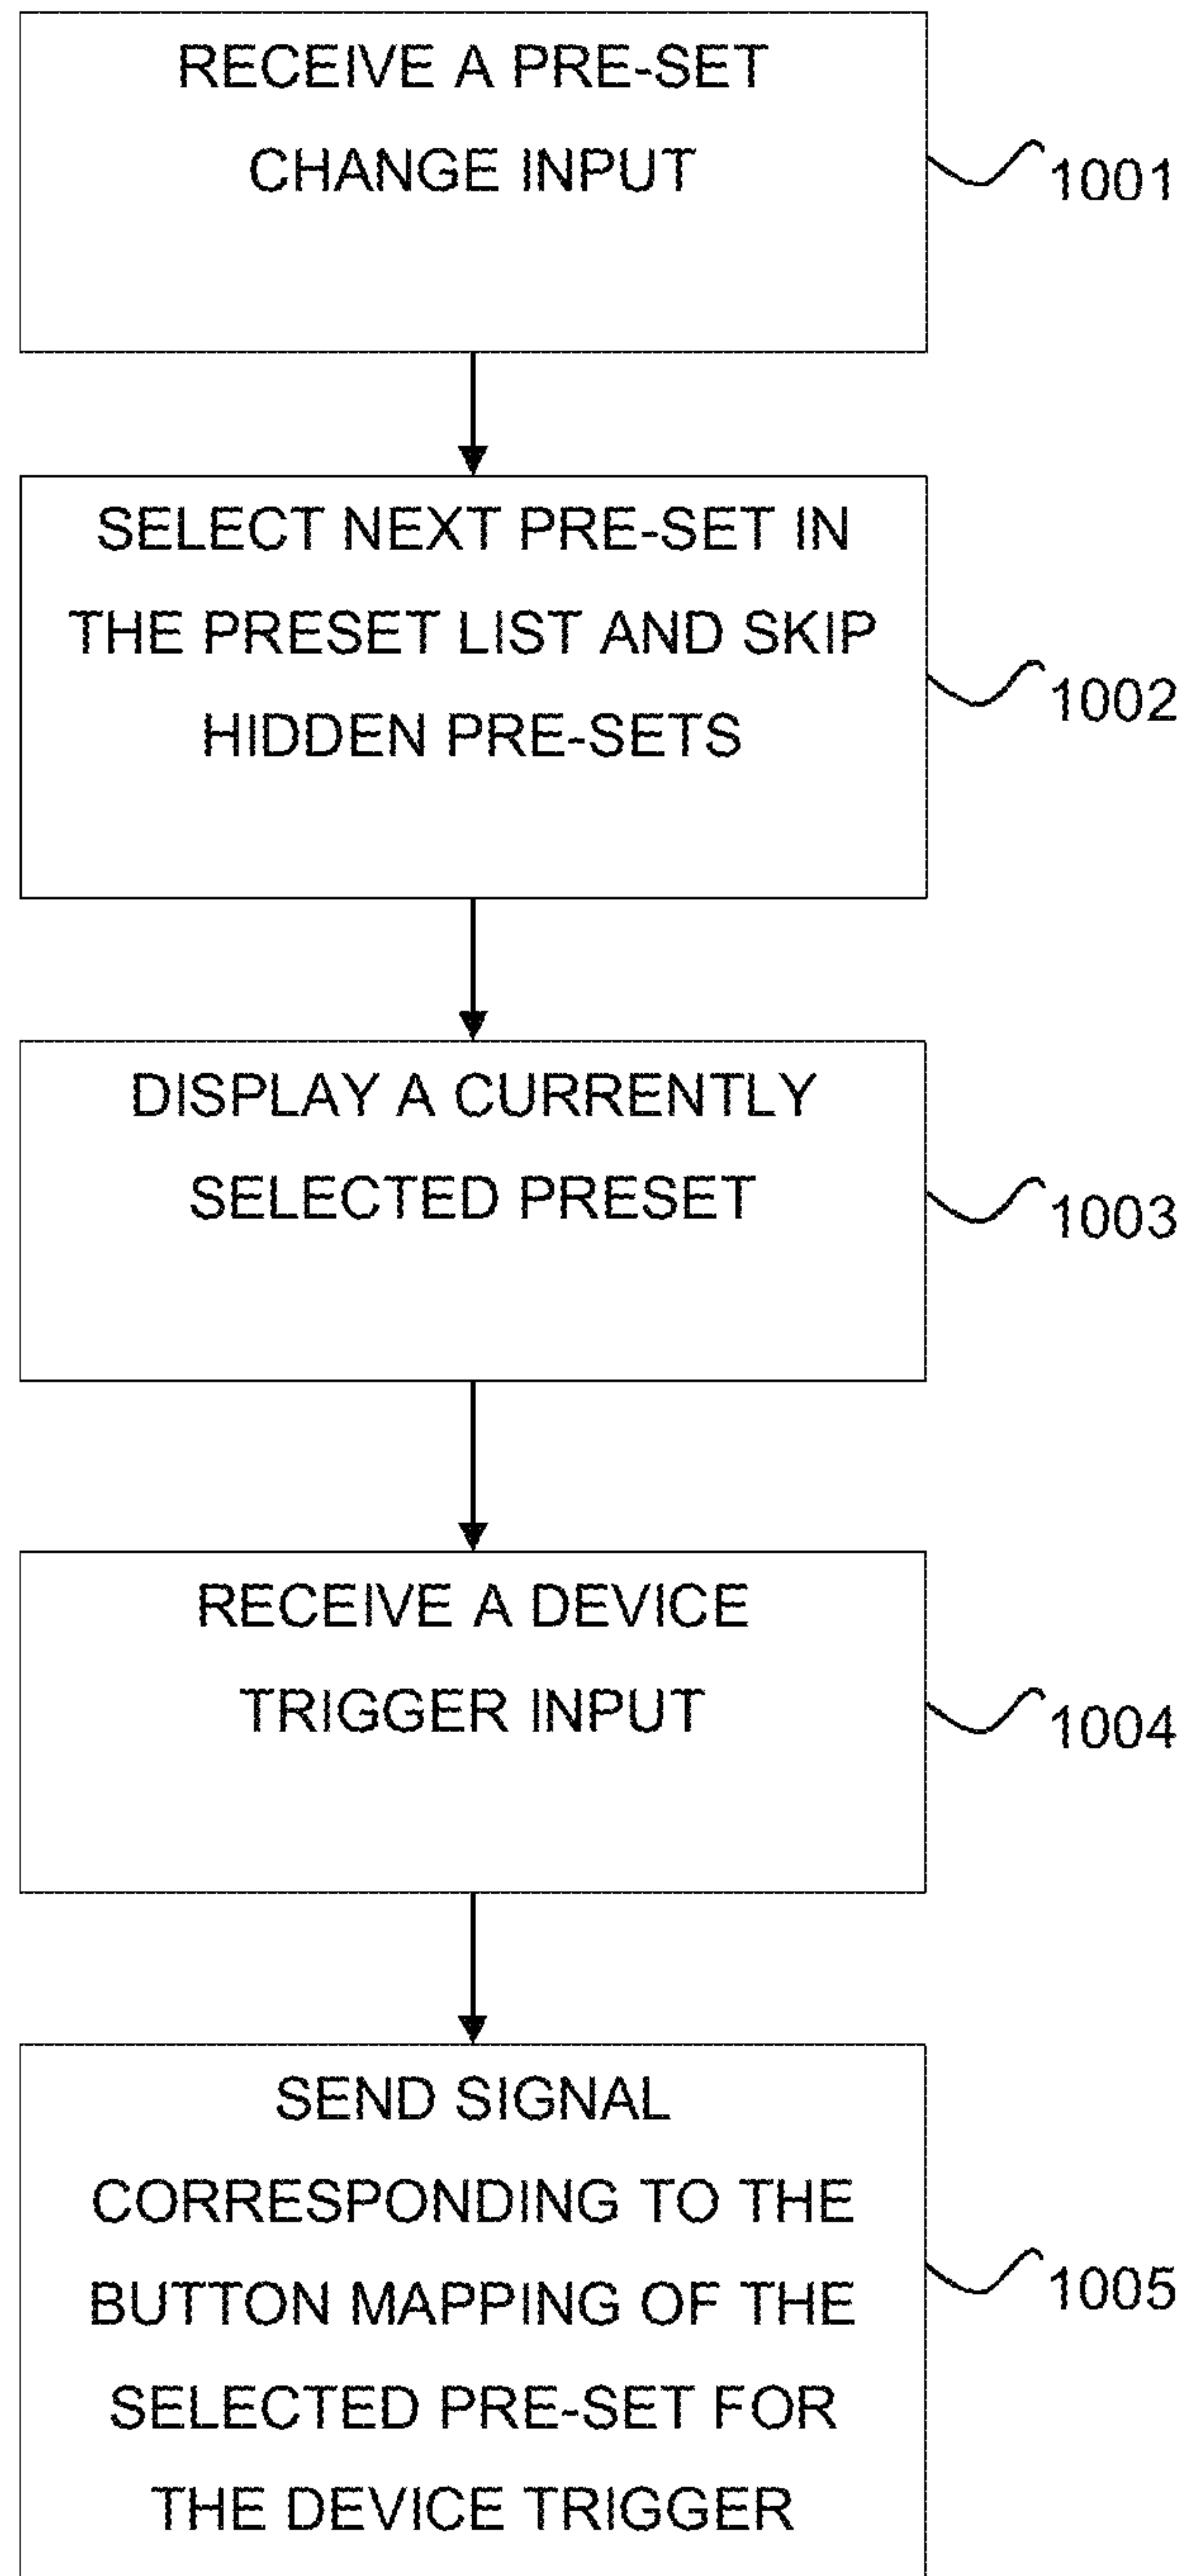 RECEIVE A PRE-SET
CHANGE INPUT
1001
SELECT NEXT PRE-SET IN
THE PRESET LIST AND SKIP
HIDDEN PRE-SETS
1002
DISPLAY A CURRENTLY
SELECTED PRESET
1003
RECEIVE A DEVICE
TRIGGER INPUT
1004
SEND SIGNAL
CORRESPONDING TO THE
BUTTON MAPPING OF THE
SELECTED PRE-SET FOR
THE DEVICE TRIGGER
1005